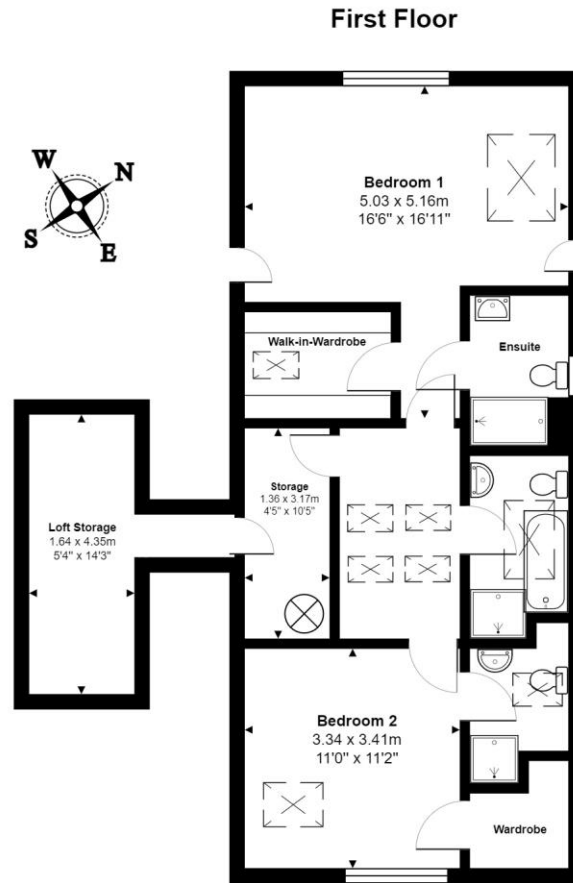 First Floor
W
N
S
E
Bedroom 1
5.03 x 5.16m
16'6" x 16'11"
Walk-in-Wardrobe
Ensuite
Storage
1.36 x 3.17m
4'5" x 10'5"
Loft Storage
1.64 x 4.35m
5'4" x 14'3"
Bedroom 2
3.34 x 3.41m
11'0" x 11'2"
Wardrobe